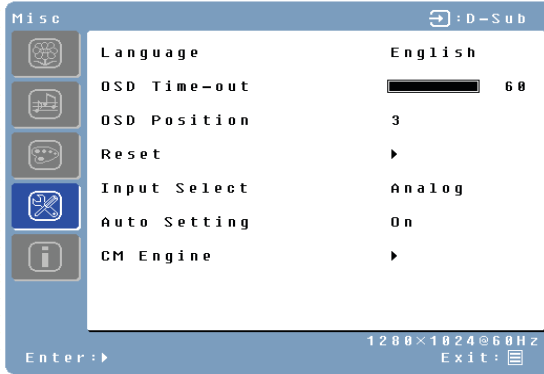 Misc :D-Sub
Language English
OSD Time-out 60
OSD Position 3
Reset
Input Select Analog
Auto Setting On
CM Engine
1280×1024@60Hz
Enter: Exit: